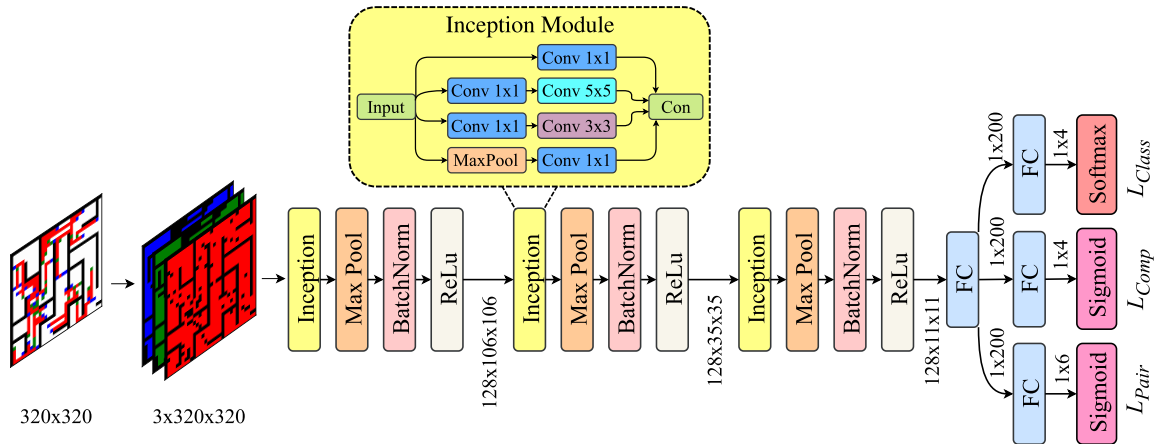 Inception Module
Input
Conv 1x1
Conv 1x1
Conv 5x5
Conv 1x1
Conv 3x3
MaxPool
Conv 1x1
Con
320x320
3x320x320
Inception
Max Pool
BatchNorm
ReLu
128x106x106
Inception
Max Pool
BatchNorm
ReLu
128x35x35
Inception
Max Pool
BatchNorm
ReLu
128x11x11
FC
1x200
FC
1x4
Softmax
L_Class
1x200
FC
1x4
Sigmoid
L_Comp
1x200
FC
1x6
Sigmoid
L_Pair